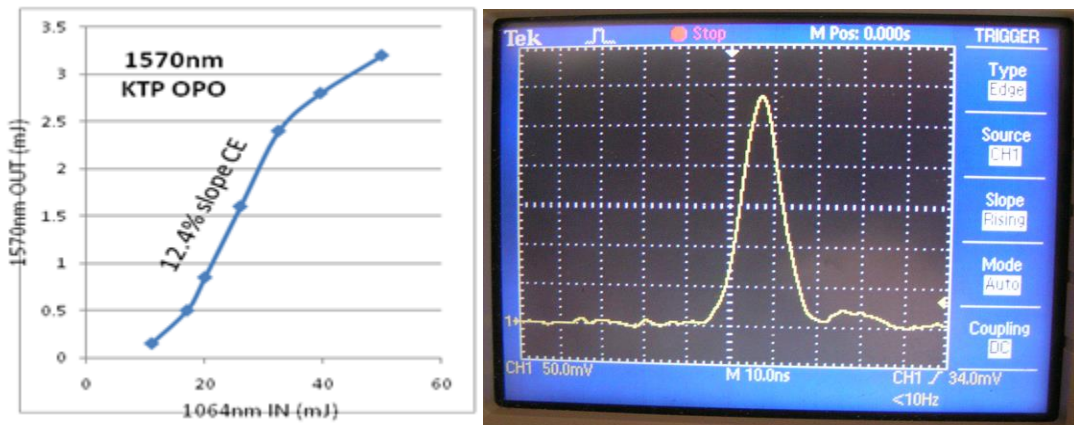 3.5
3
2.5
2
1.5
1
0.5
0
0
20
40
60
1570nm
KTP OPO
12.4% slope CE
1570nm OUT (mJ)
1064nm IN (mJ)
Tek
Stop
M Pos: 0.000s
TRIGGER
Type
Edge
Source
CH1
Slope
Rising
Mode
Auto
Coupling
DC
1
CH1 50.0mV
M 10.0ns
CH1 34.0mV
<10Hz